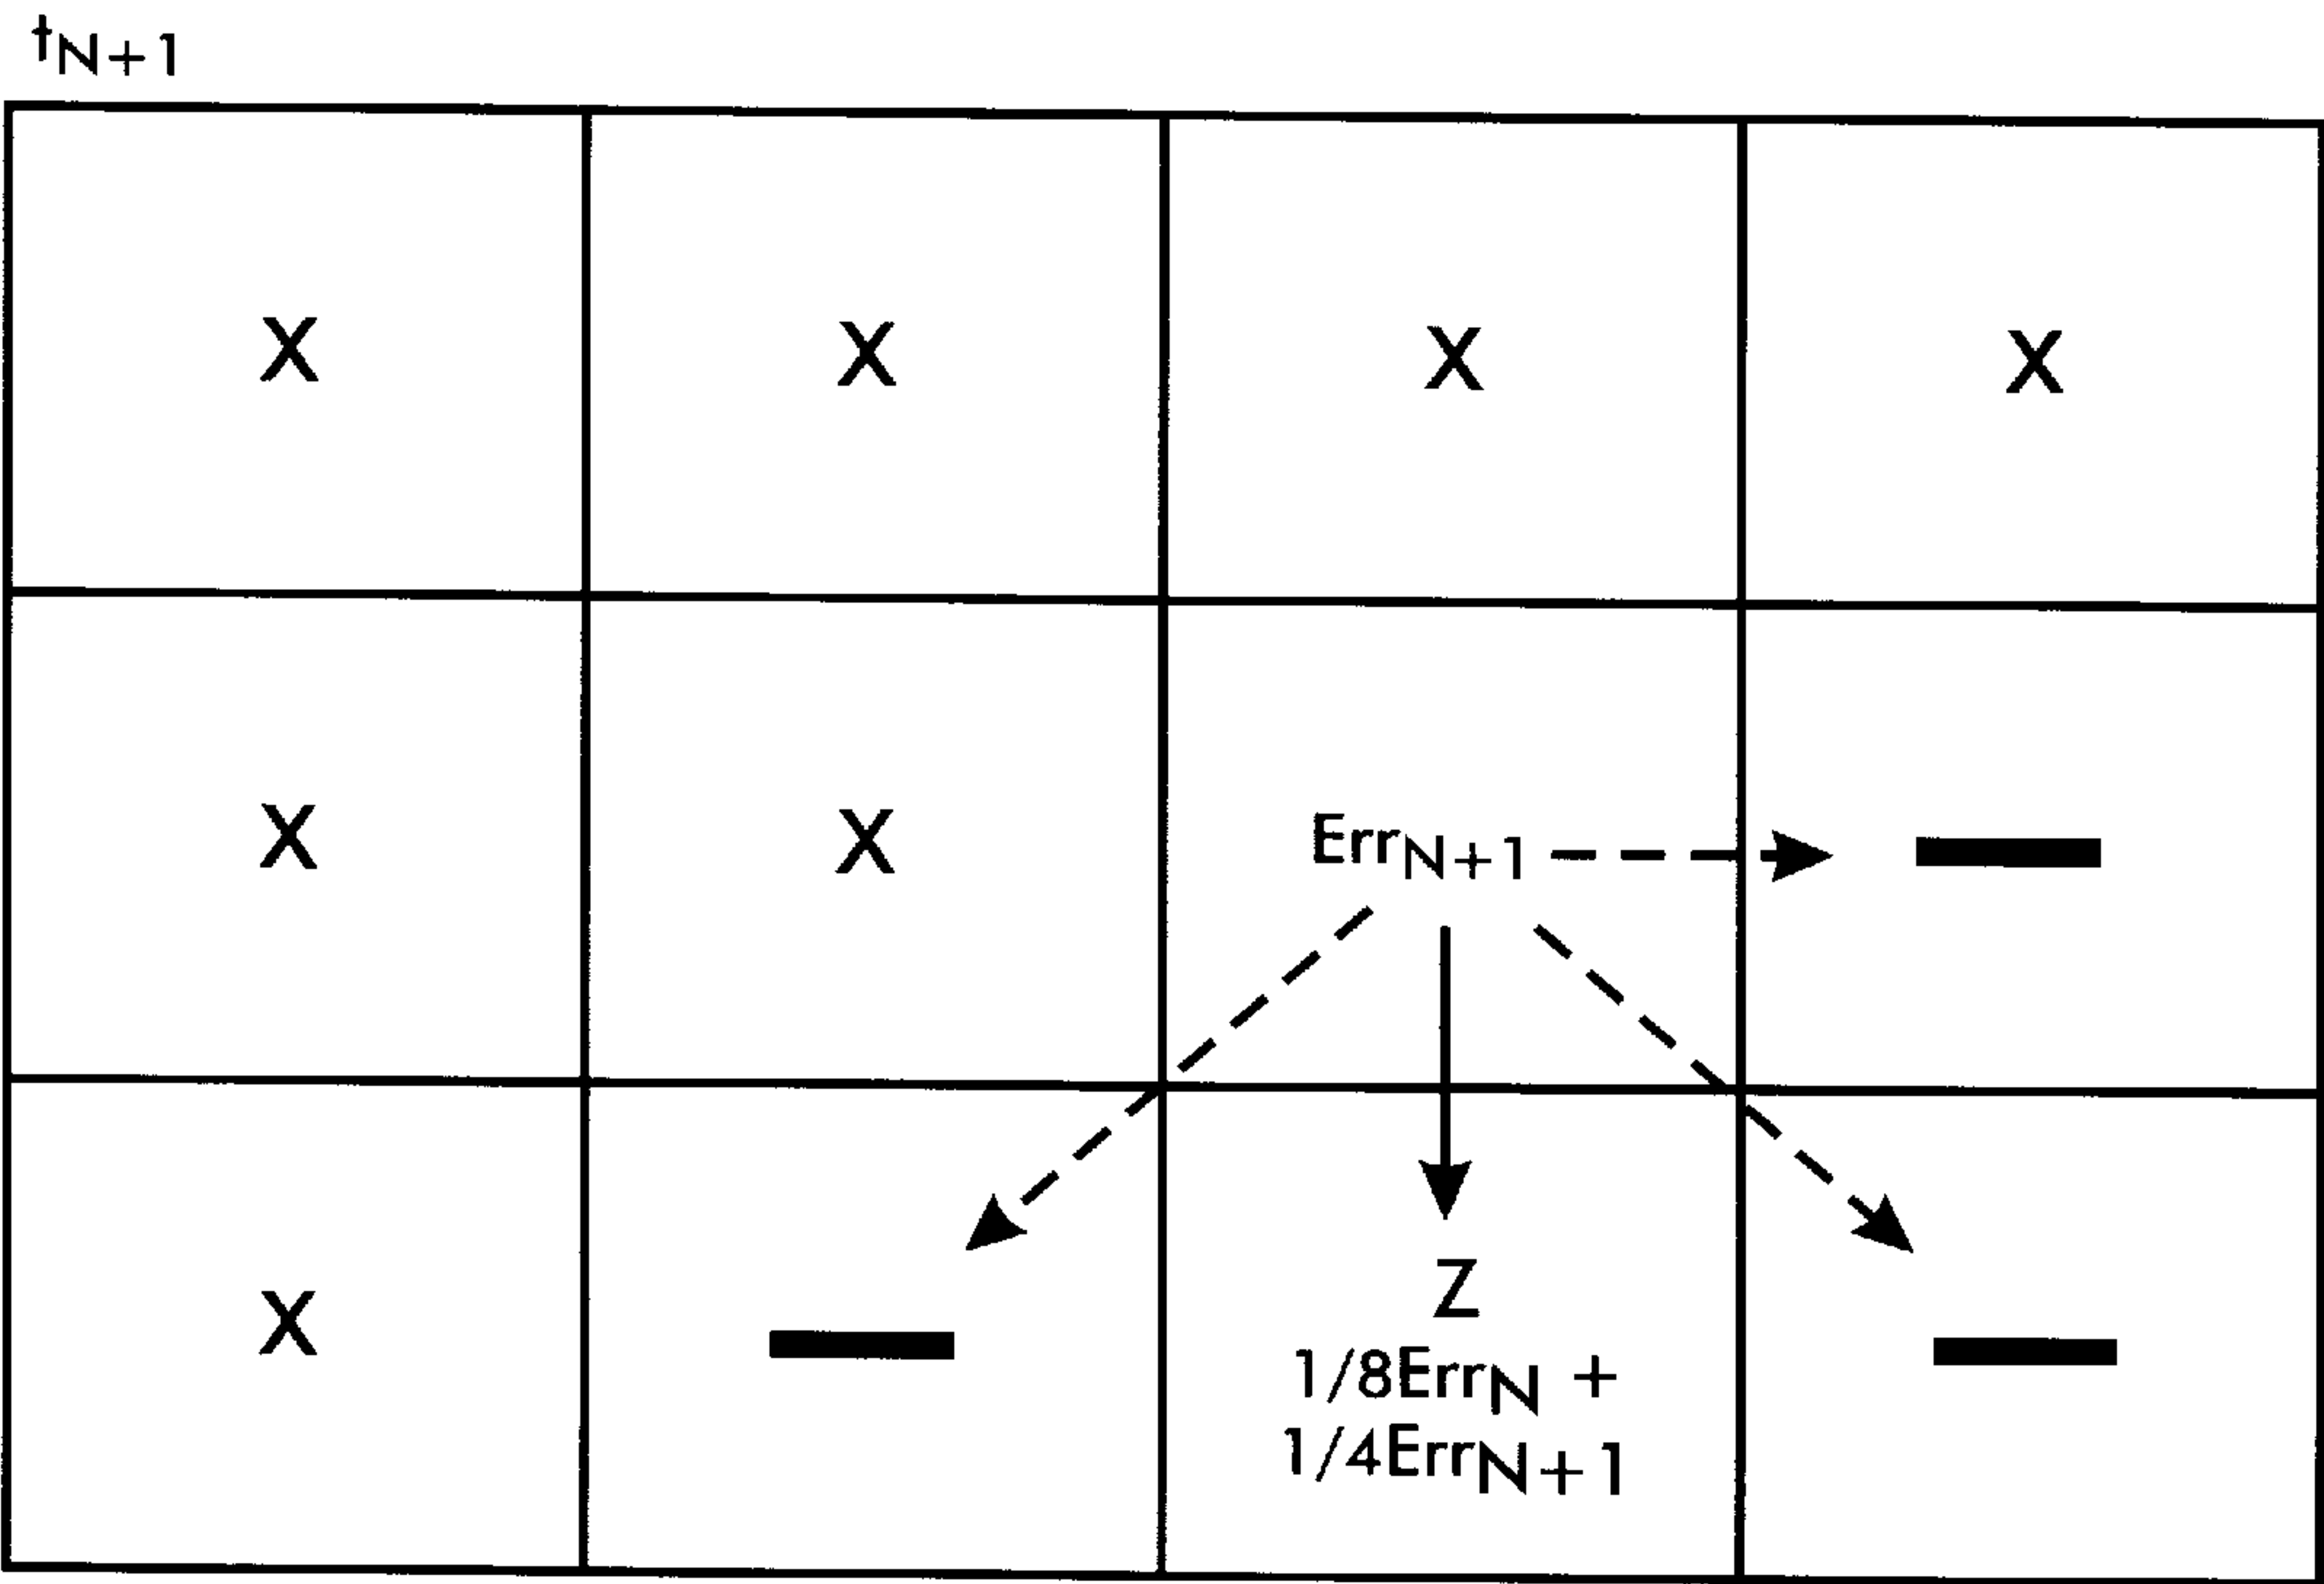 tN+1
X X X X
X X ErrN+1
X Z
1/8ErrN +
1/4ErrN+1